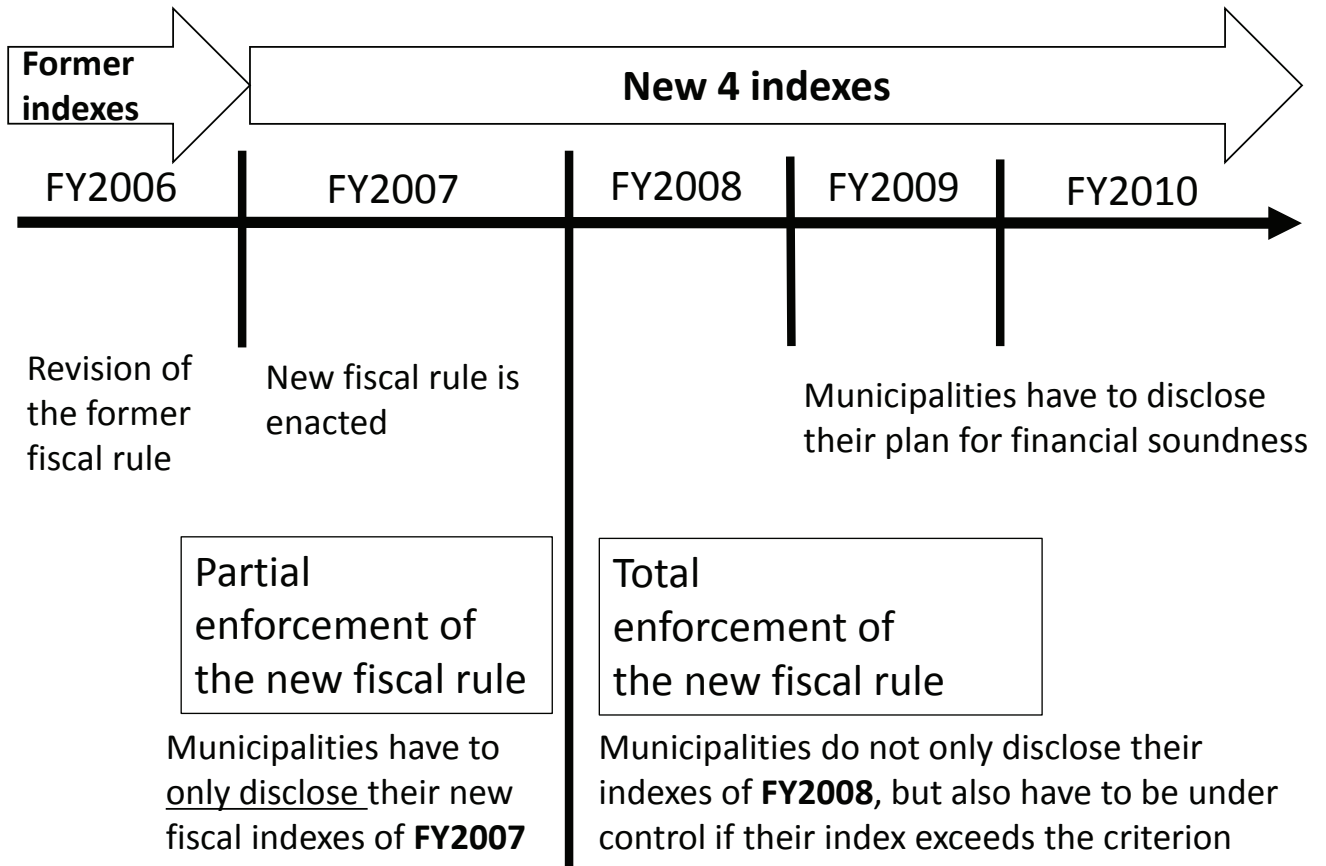 Former
indexes
New 4 indexes
FY2006
FY2007
FY2008
FY2009
FY2010
Revision of
the former
fiscal rule
New fiscal rule is
enacted
Municipalities have to disclose
their plan for financial soundness
Partial
enforcement of
the new fiscal rule
Total
enforcement of
the new fiscal rule
Municipalities have to
only disclose their new
fiscal indexes of FY2007
Municipalities do not only disclose their
indexes of FY2008, but also have to be under
control if their index exceeds the criterion